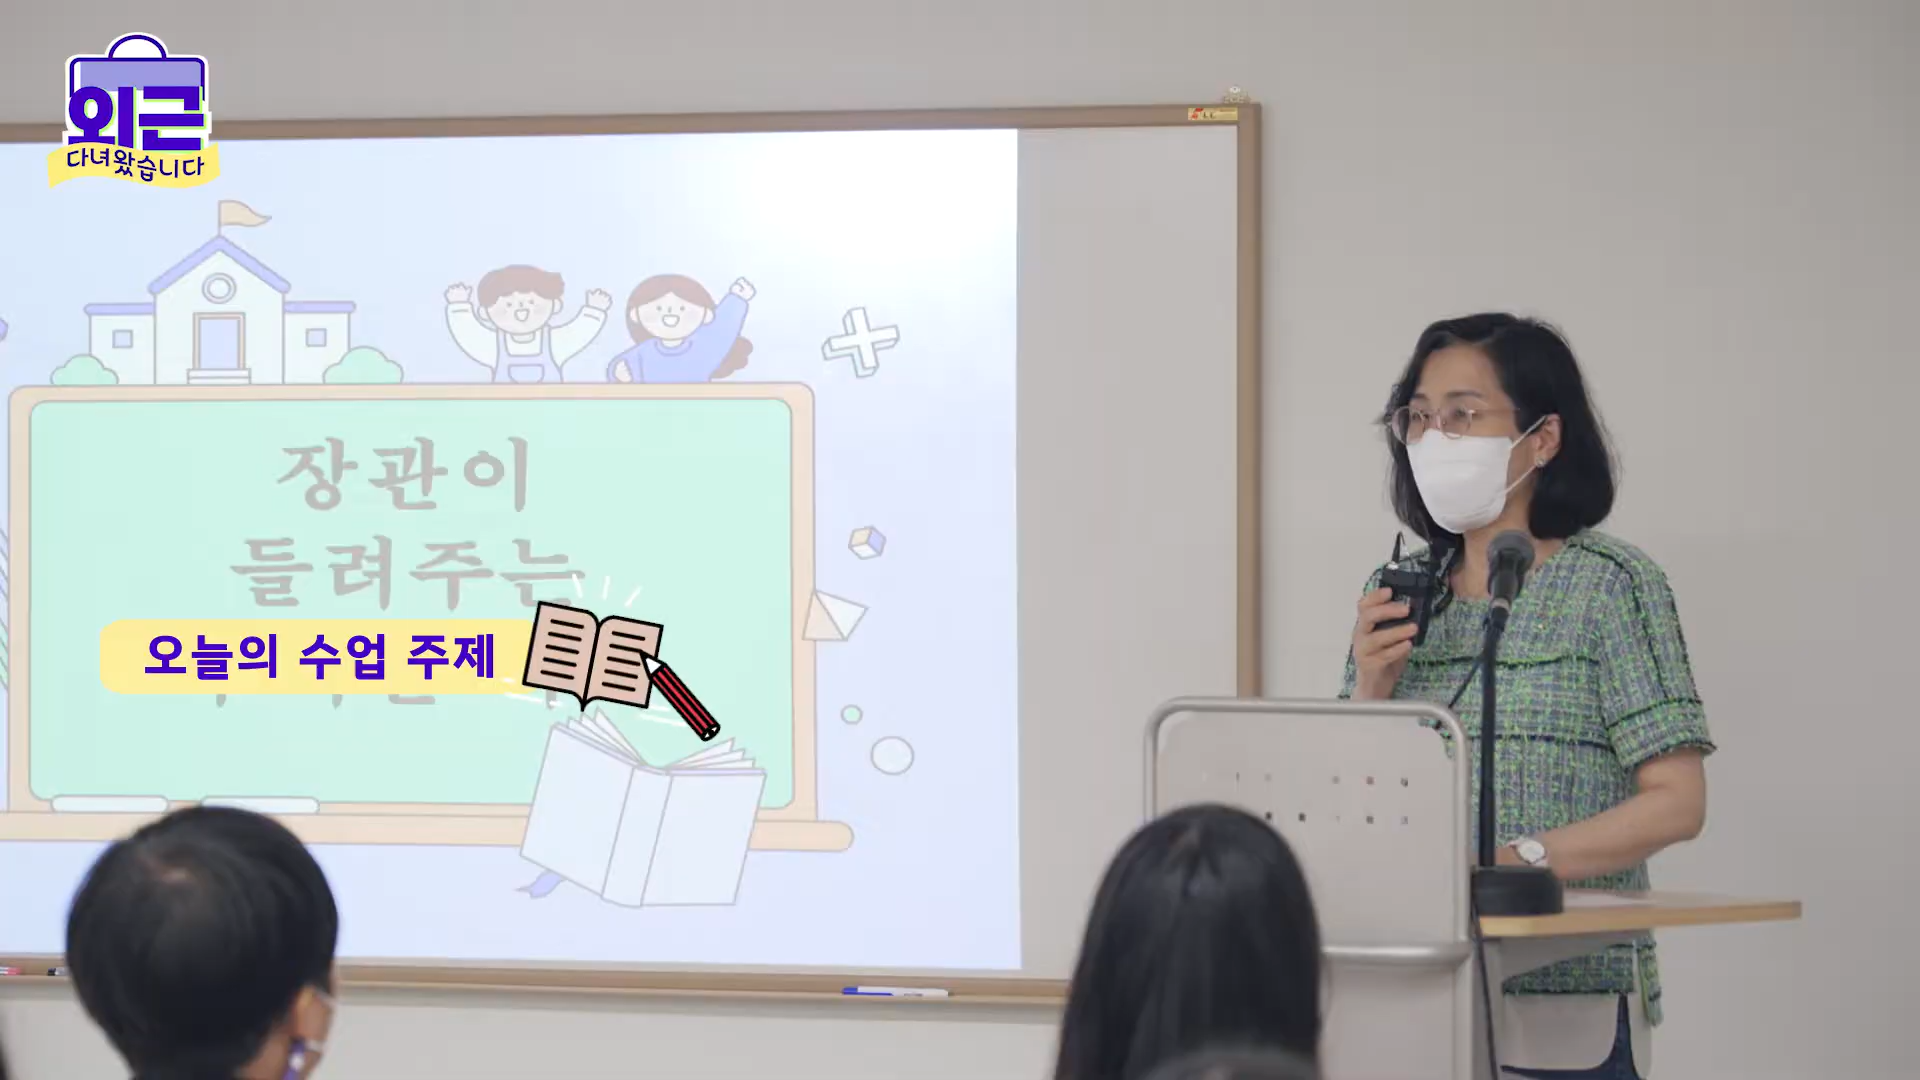 외근
다녀왔습니다
장관이
들려주는
오늘의 수업 주제